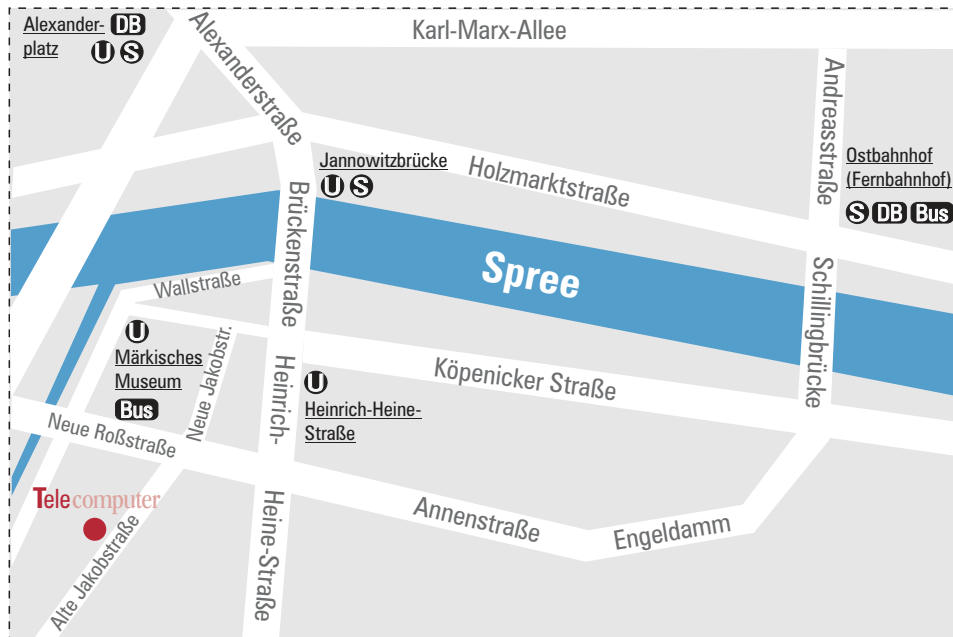 Alexander- DB
platz U S
Karl-Marx-Allee
Alexanderstraße
Andreasstraße
Jannowitzbrücke
U S
Holzmarktstraße
Ostbahnhof
(Fernbahnhof)
S DB Bus
Brückenstraße
Spree
Wallstraße
Schillingbrücke
U
Märkisches
Museum
Bus
Neue Jakobstr.
Köpenicker Straße
U
Heinrich-Heine-
Straße
Heinrich-
Heine-Straße
Neue Roßstraße
Annenstraße
Engeldamm
Telecomputer
Alte Jakobstraße